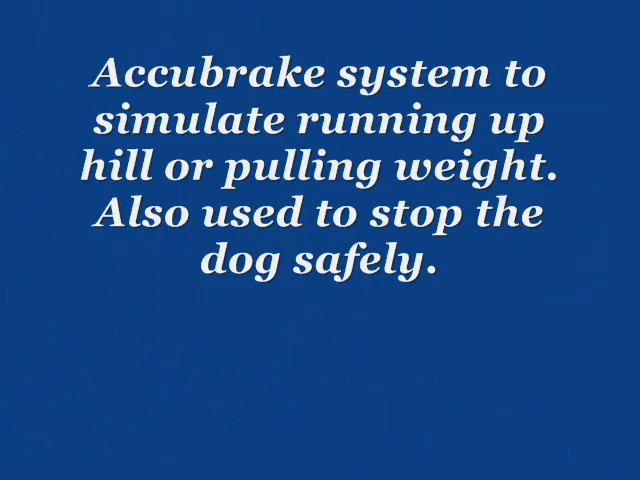 Accubrake system to
simulate running up
hill or pulling weight.
Also used to stop the
dog safely.